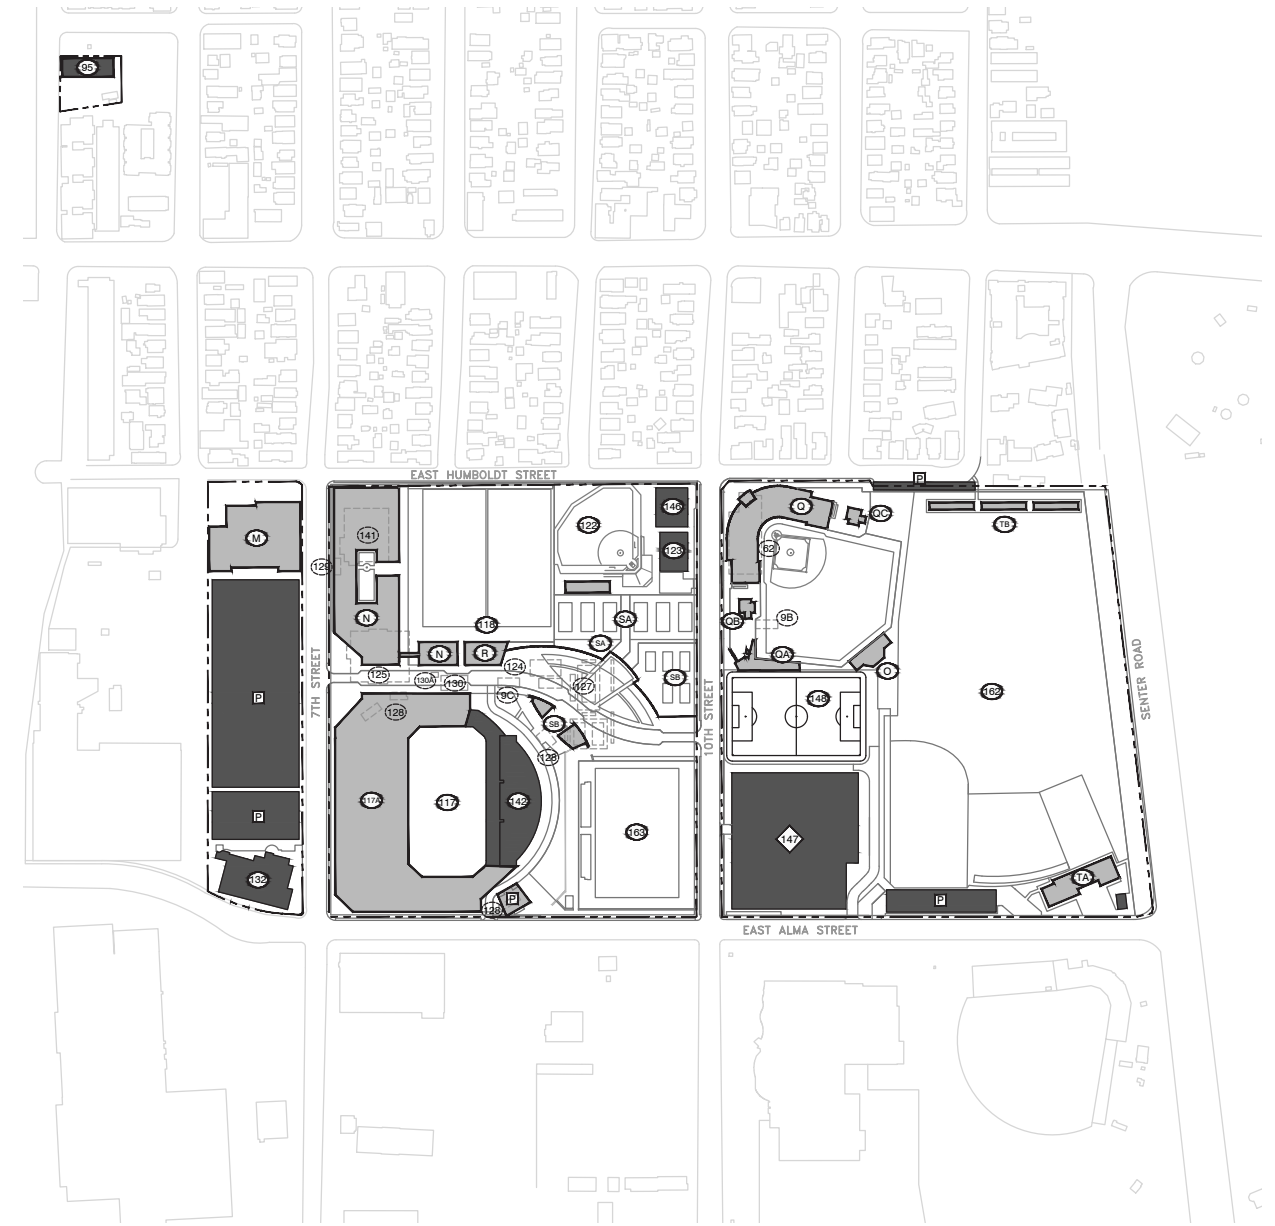 95
EAST HUMBOLDT STREET
P
146
Q
QC
122
TB
141
M
123
62
129
N
9B
SA
QB
118
SA
N
R
QA
124
O
125
130A
130
SB
127
162
9C
P
148
128
SB
7TH STREET
10TH STREET
SENTER ROAD
128
117A
117
142
P
163
147
132
TA
P
P
128
EAST ALMA STREET